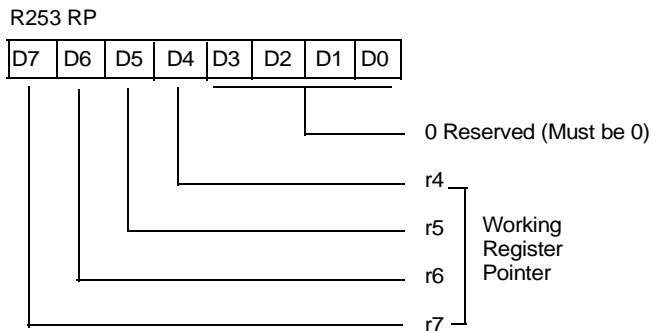 R253 RP
D7 D6 D5 D4 D3 D2 D1 D0
0 Reserved (Must be 0)
r4
r5
r6
r7
Working
Register
Pointer